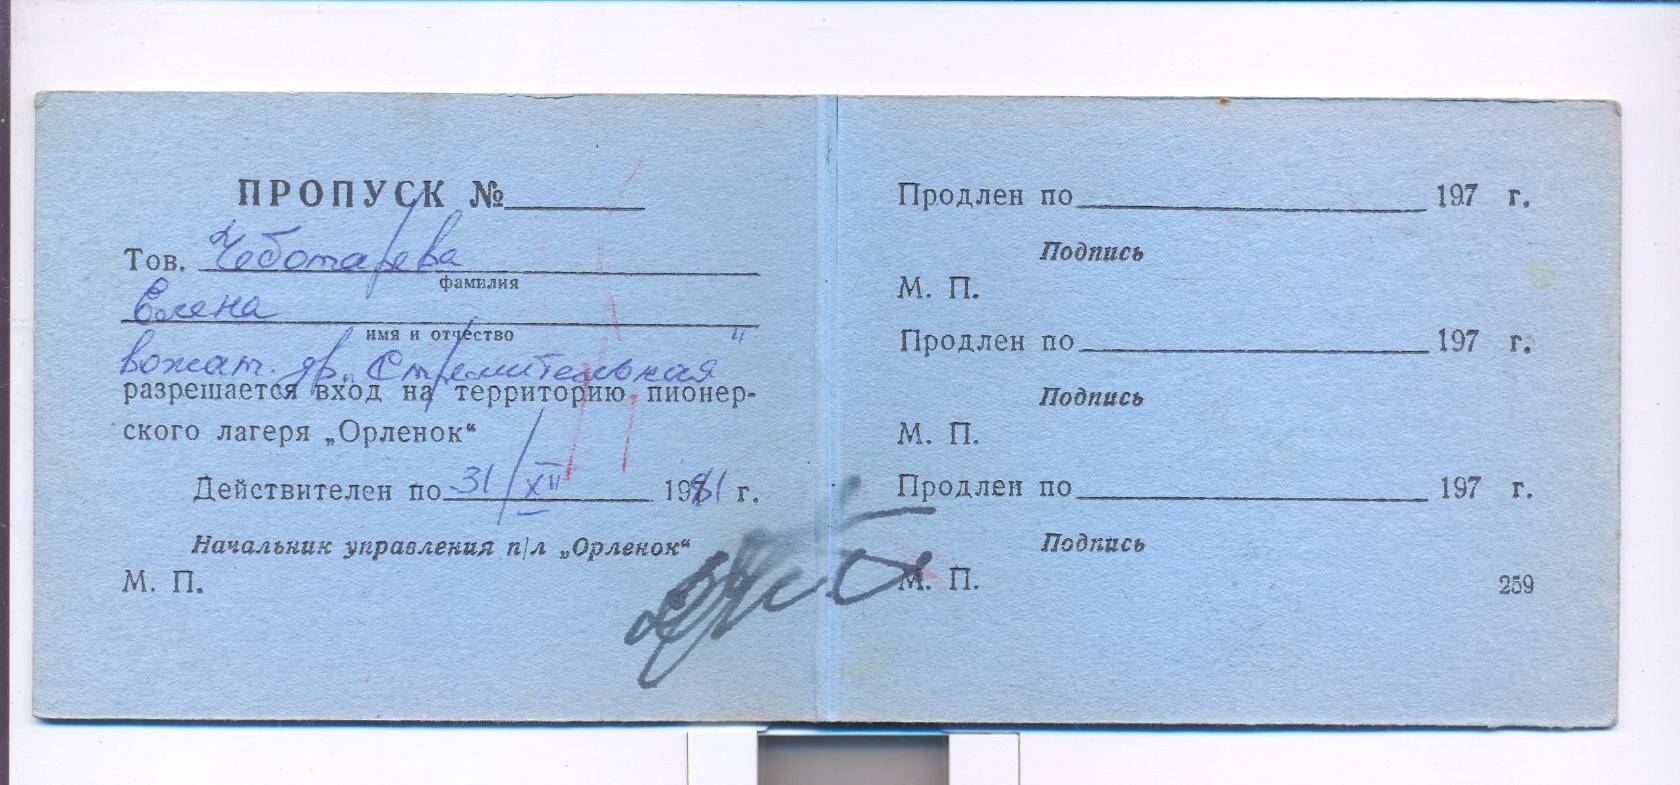 ПРОПУСК №
Тов. Чеботарева
фамилия
Елена
имя и отчество
вожат. др. „Стремительная"
разрешается вход на территорию пионер-
ского лагеря „Орленок“
Действителен по 31/XII 1981 г.
Начальник управления п/л „Орленок“
М. П.
Продлен по 197 г.
Подпись
М. П.
Продлен по 197 г.
Подпись
М. П.
Продлен по 197 г.
Подпись
М. П.
259